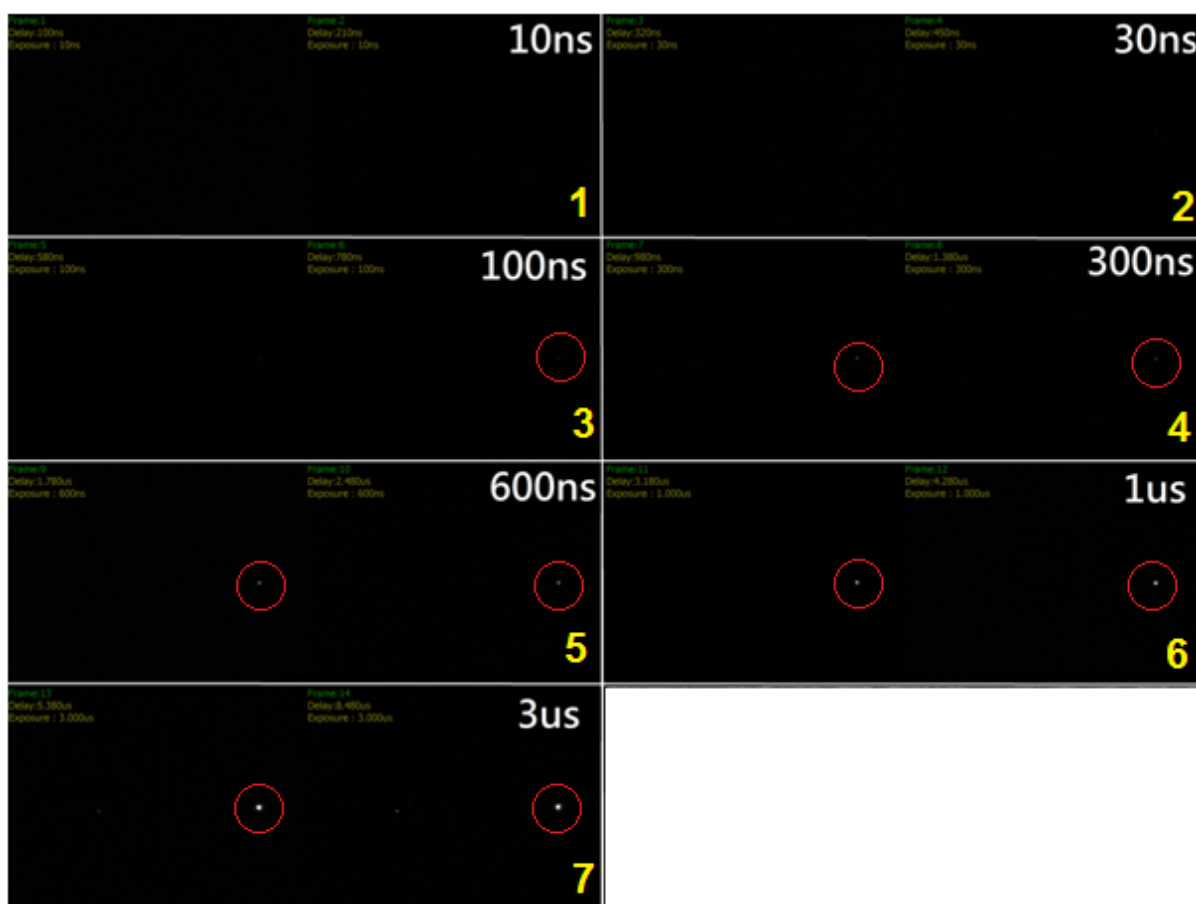 Frame:1
Delay:100ns
Exposure : 10ns
Frame:2
Delay:210ns
Exposure : 10ns
10ns
1
Frame:3
Delay:320ns
Exposure : 30ns
Frame:4
Delay:450ns
Exposure : 30ns
30ns
2
Frame:5
Delay:580ns
Exposure : 100ns
Frame:6
Delay:780ns
Exposure : 100ns
100ns
3
Frame:7
Delay:980ns
Exposure : 300ns
Frame:8
Delay:1.380us
Exposure : 300ns
300ns
4
Frame:9
Delay:1.780us
Exposure : 600ns
Frame:10
Delay:2.480us
Exposure : 600ns
600ns
5
Frame:11
Delay:3.180us
Exposure : 1.000us
Frame:12
Delay:4.280us
Exposure : 1.000us
1us
6
Frame:13
Delay:5.380us
Exposure : 3.000us
Frame:14
Delay:8.480us
Exposure : 3.000us
3us
7